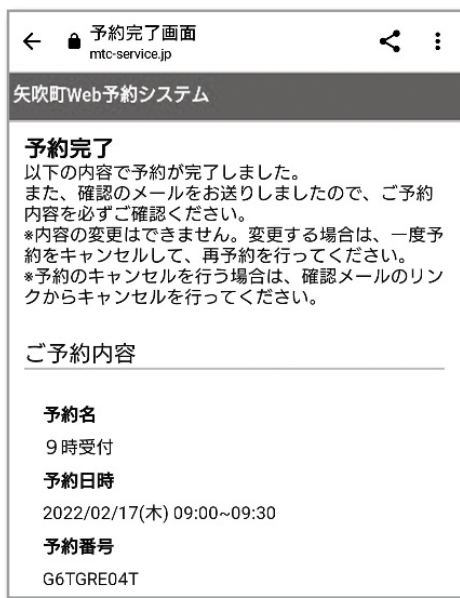 予約完了画面
mtc-service.jp
矢吹町Web予約システム
予約完了
以下の内容で予約が完了しました。
また、確認のメールをお送りしましたので、ご予約
内容を必ずご確認ください。
*内容の変更はできません。変更する場合は、一度予
約をキャンセルして、再予約を行ってください。
*予約のキャンセルを行う場合は、確認メールのリン
クからキャンセルを行ってください。
ご予約内容
予約名
９時受付
予約日時
2022/02/17(木) 09:00~09:30
予約番号
G6TGRE04T